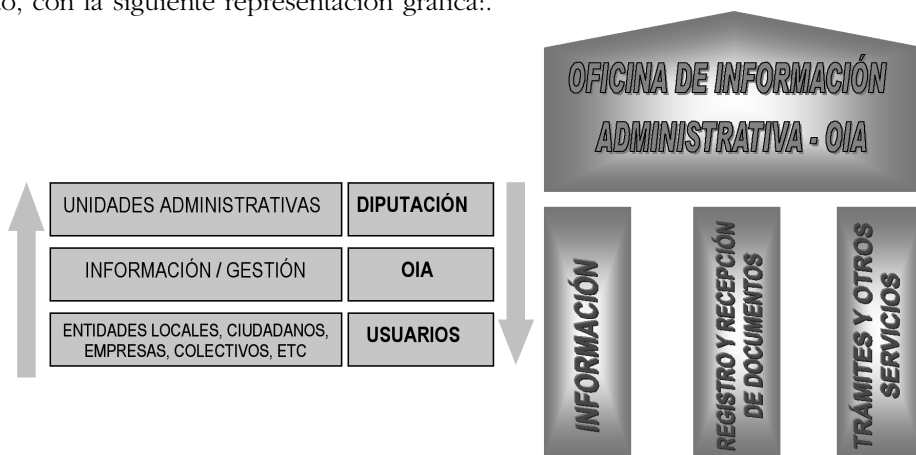 to, con la siguiente representación gráfica:.
OFICINA DE INFORMACIÓN
ADMINISTRATIVA - OIA
UNIDADES ADMINISTRATIVAS DIPUTACIÓN
INFORMACIÓN / GESTIÓN OIA
ENTIDADES LOCALES, CIUDADANOS,
EMPRESAS, COLECTIVOS, ETC
USUARIOS
INFORMACIÓN
REGISTRO Y RECEPCIÓN
DE DOCUMENTOS
TRÁMITES Y OTROS
SERVICIOS